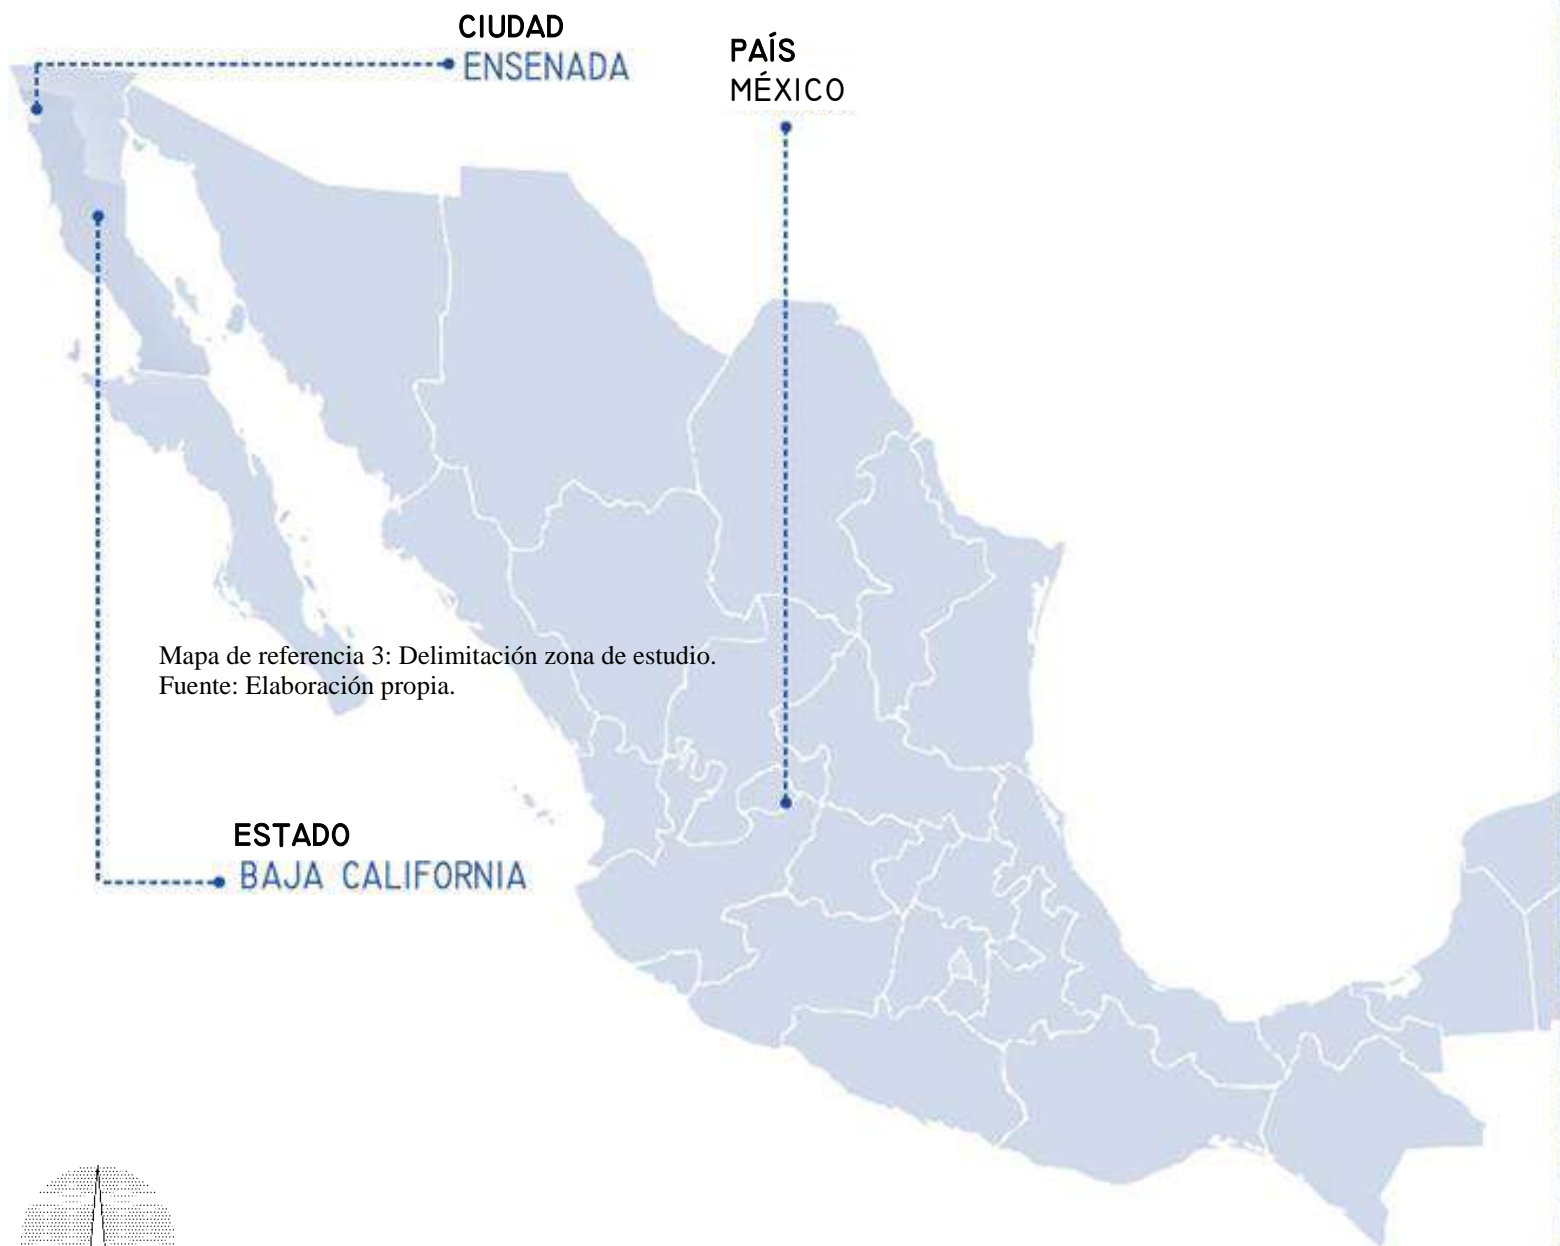 CIUDAD
ENSENADA
PAÍS
MÉXICO
Mapa de referencia 3: Delimitación zona de estudio.
Fuente: Elaboración propia.
ESTADO
BAJA CALIFORNIA